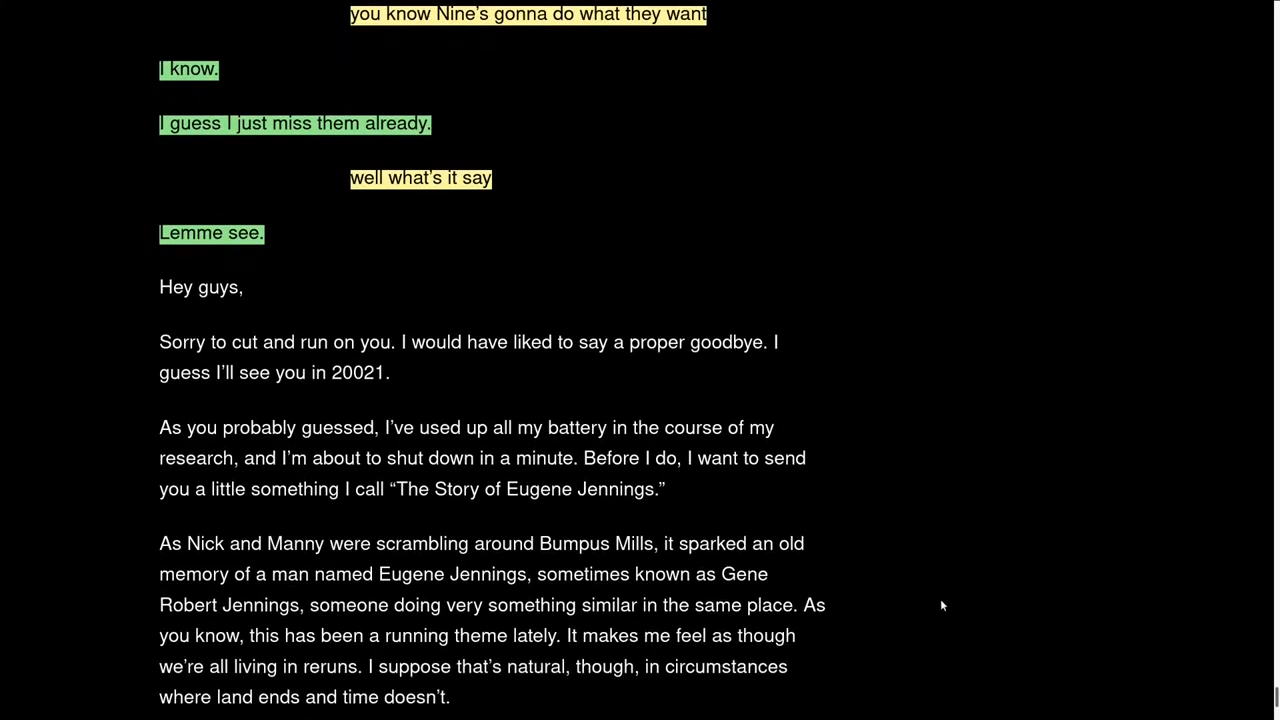 you know Nine’s gonna do what they want
I know.
I guess I just miss them already.
well what’s it say
Lemme see.
Hey guys,
Sorry to cut and run on you. I would have liked to say a proper goodbye. I
guess I’ll see you in 20021.
As you probably guessed, I’ve used up all my battery in the course of my
research, and I’m about to shut down in a minute. Before I do, I want to send
you a little something I call “The Story of Eugene Jennings.”
As Nick and Manny were scrambling around Bumpus Mills, it sparked an old
memory of a man named Eugene Jennings, sometimes known as Gene
Robert Jennings, someone doing very something similar in the same place. As
you know, this has been a running theme lately. It makes me feel as though
we’re all living in reruns. I suppose that’s natural, though, in circumstances
where land ends and time doesn’t.